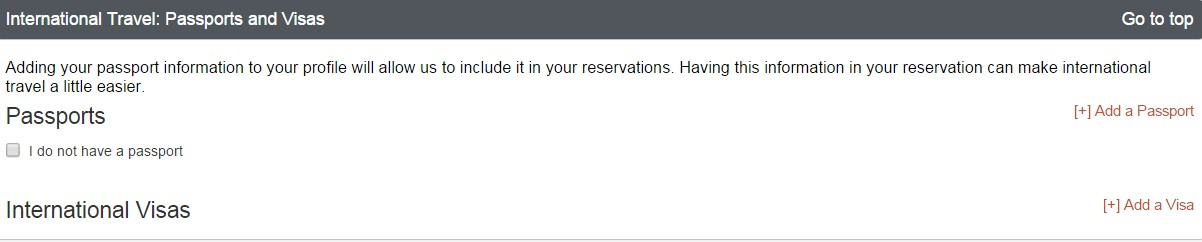 International Travel: Passports and Visas Go to top
Adding your passport information to your profile will allow us to include it in your reservations. Having this information in your reservation can make international
travel a little easier.
Passports [+] Add a Passport
I do not have a passport
International Visas [+] Add a Visa